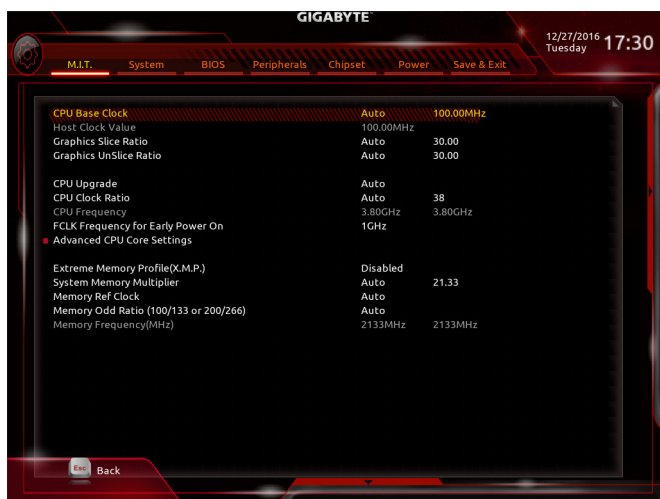 GIGABYTE™
12/27/2016 Tuesday 17:30
M.I.T. System BIOS Peripherals Chipset Power Save & Exit
CPU Base Clock Auto 100.00MHz
Host Clock Value 100.00MHz
Graphics Slice Ratio Auto 30.00
Graphics UnSlice Ratio Auto 30.00
CPU Upgrade Auto
CPU Clock Ratio Auto 38
CPU Frequency 3.80GHz 3.80GHz
FCLK Frequency for Early Power On 1GHz
Advanced CPU Core Settings
Extreme Memory Profile(X.M.P.) Disabled
System Memory Multiplier Auto 21.33
Memory Ref Clock Auto
Memory Odd Ratio (100/133 or 200/266) Auto
Memory Frequency(MHz) 2133MHz 2133MHz
Esc Back